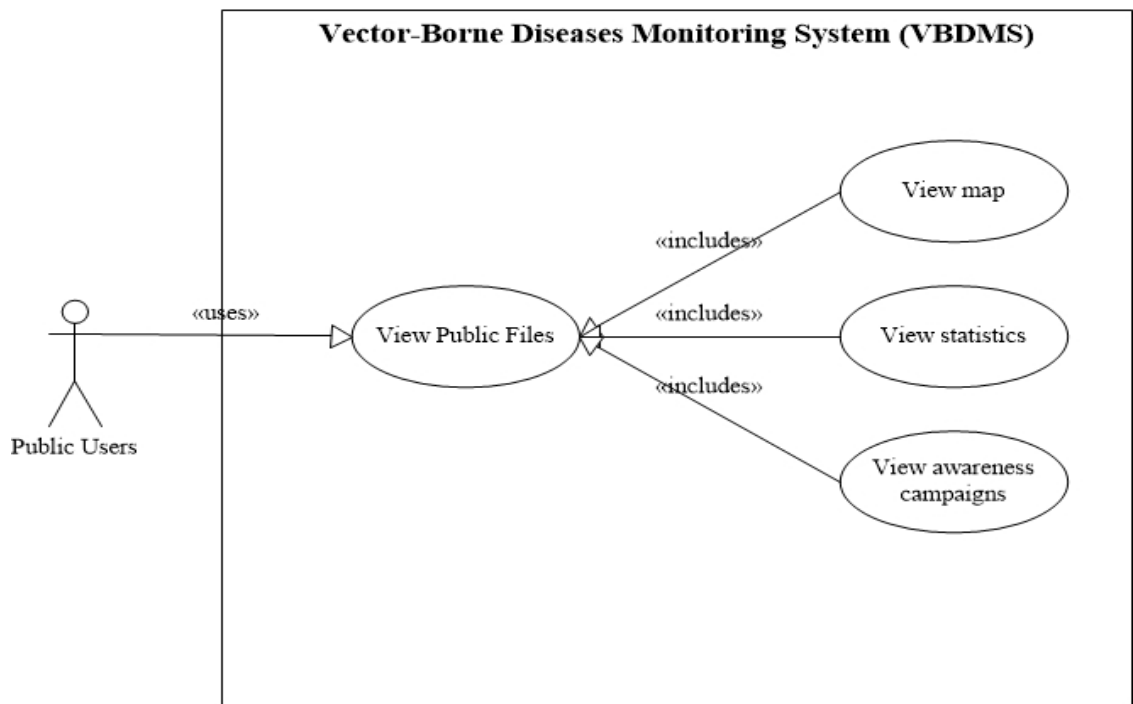 Vector-Borne Diseases Monitoring System (VBDMS)
View map
«includes»
«uses»
«includes»
View Public Files
View statistics
«includes»
Public Users
View awareness
campaigns